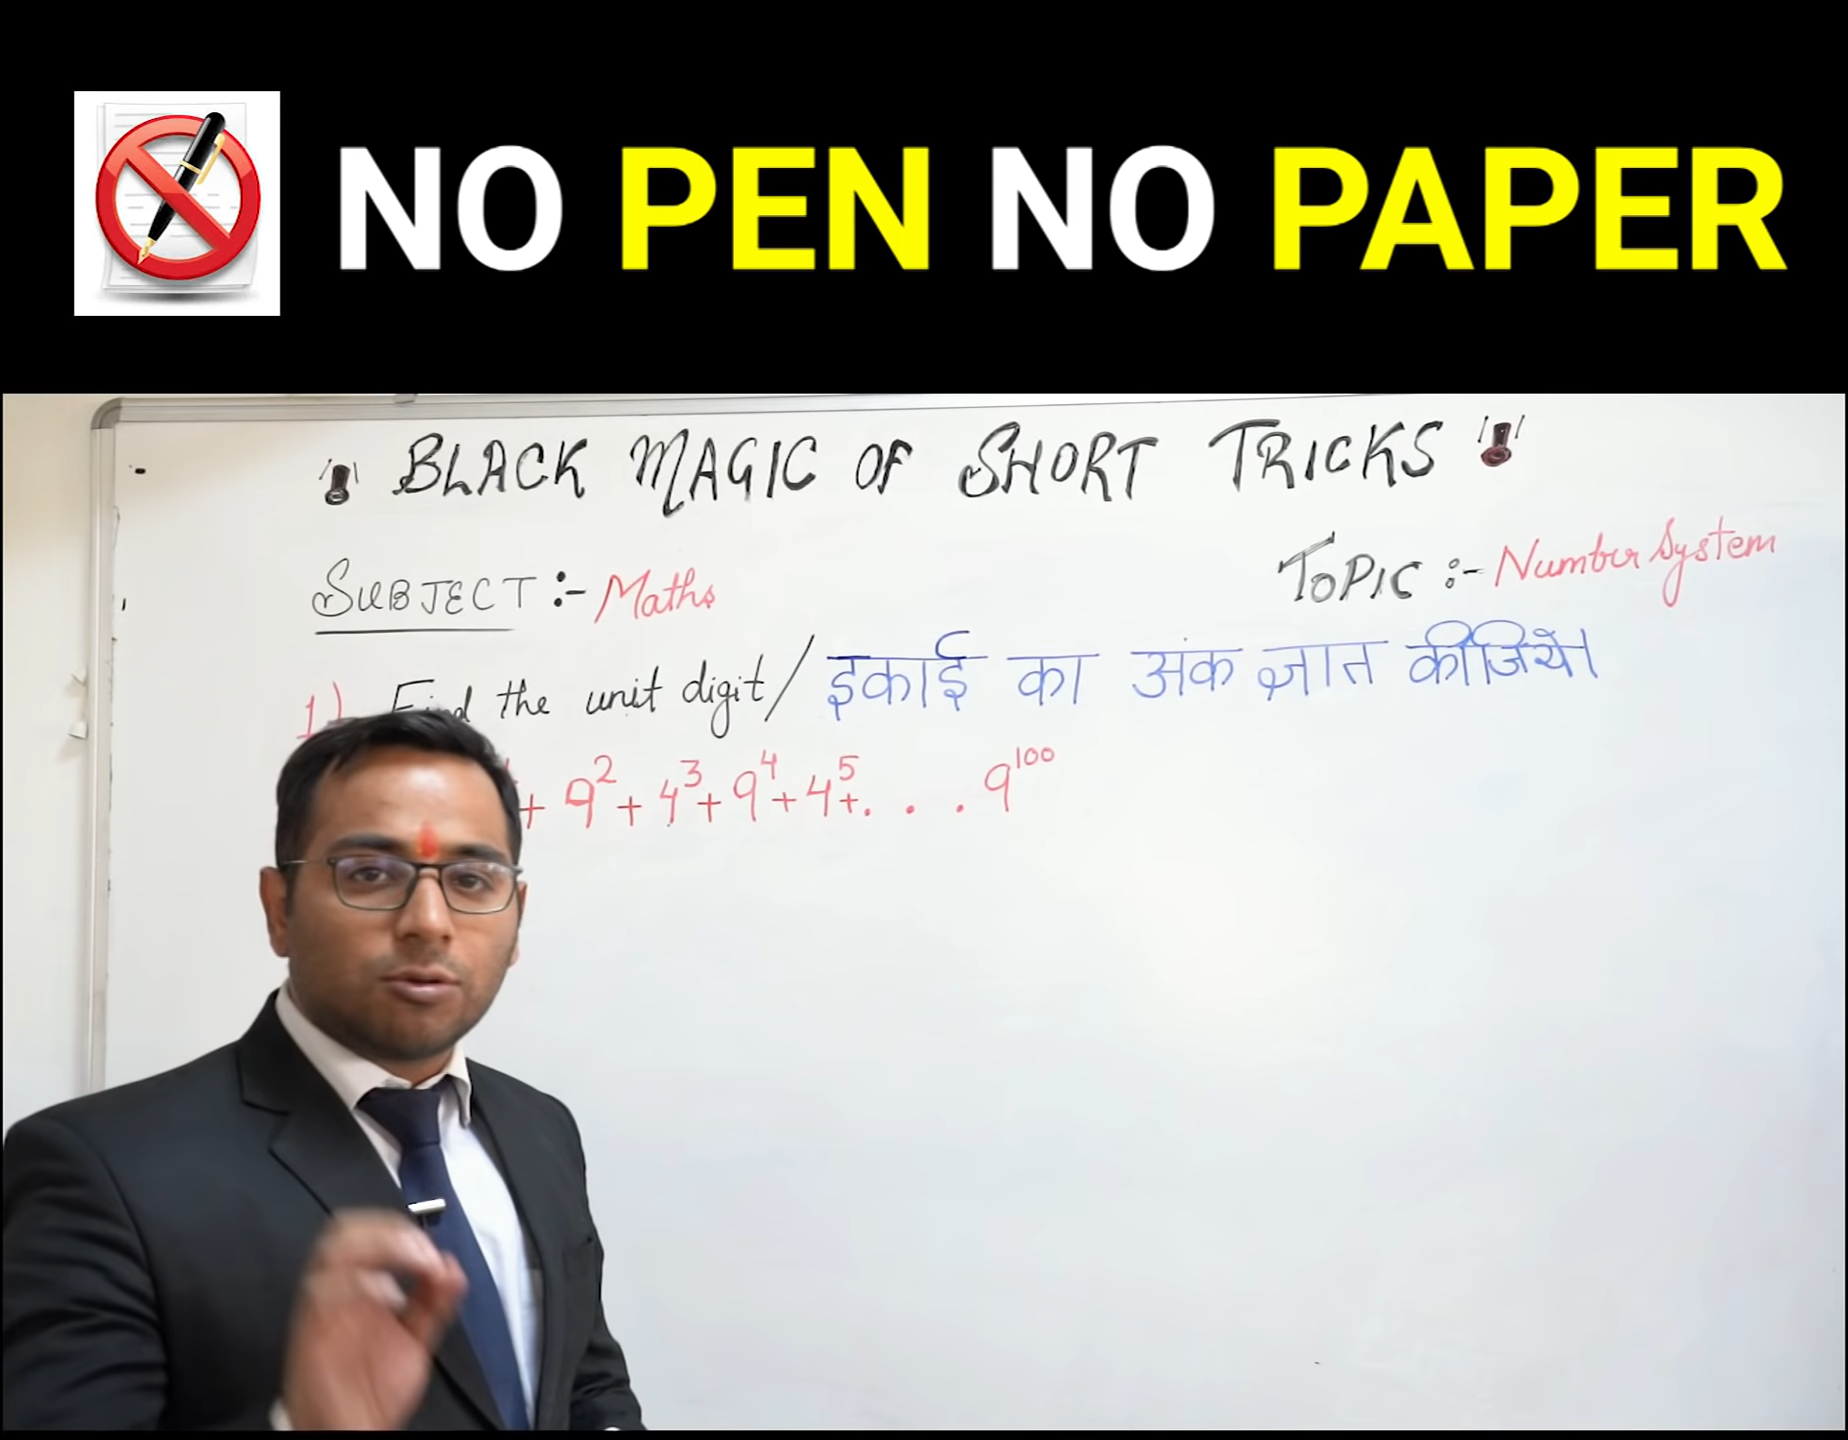 NO PEN NO PAPER
BLACK MAGIC OF SHORT TRICKS
SUBJECT :- Maths
TOPIC :- Number System
1) Find the unit digit / इकाई का अंक ज्ञात कीजिये।
+ 9² + 4³ + 9⁴ + 4⁵ + . . . 9¹⁰⁰